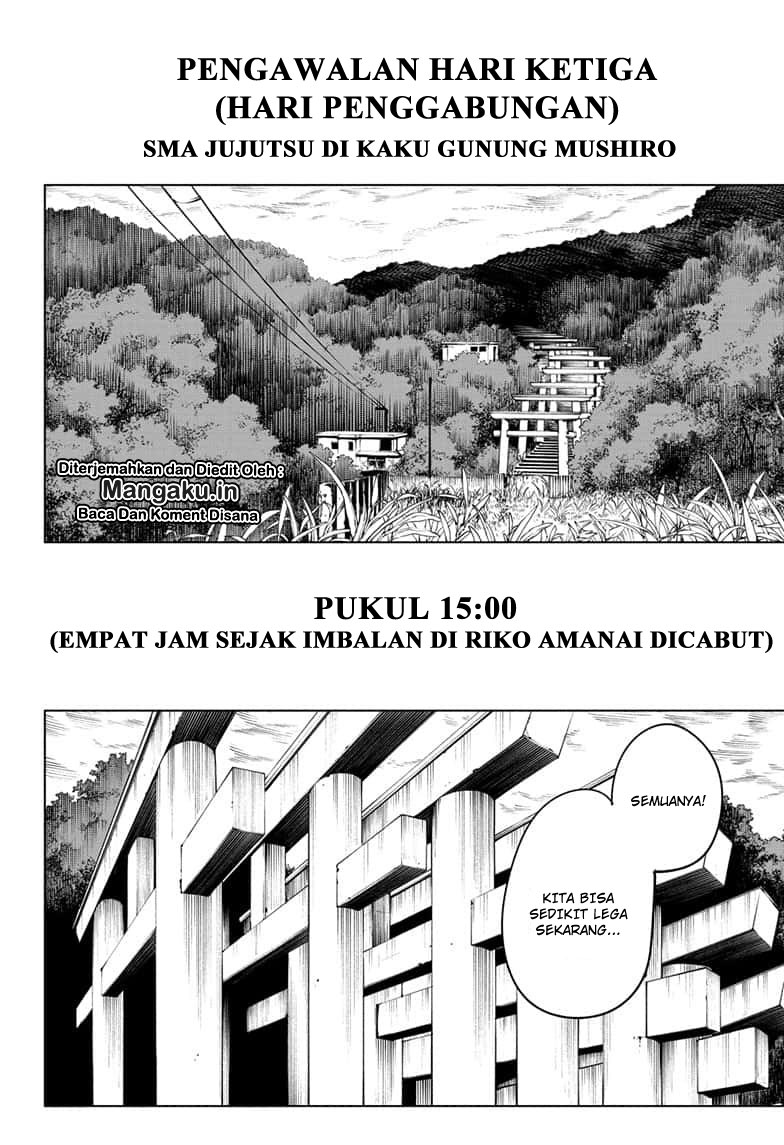 PENGAWALAN HARI KETIGA
(HARI PENGGABUNGAN)
SMA JUJUTSU DI KAKU GUNUNG MUSHIRO
Diterjemahkan dan Diedit Oleh :
Mangaku.in
Baca Dan Koment Disana
PUKUL 15:00
(EMPAT JAM SEJAK IMBALAN DI RIKO AMANAI DICABUT)
SEMUANYA!
KITA BISA
SEDIKIT LEGA
SEKARANG...